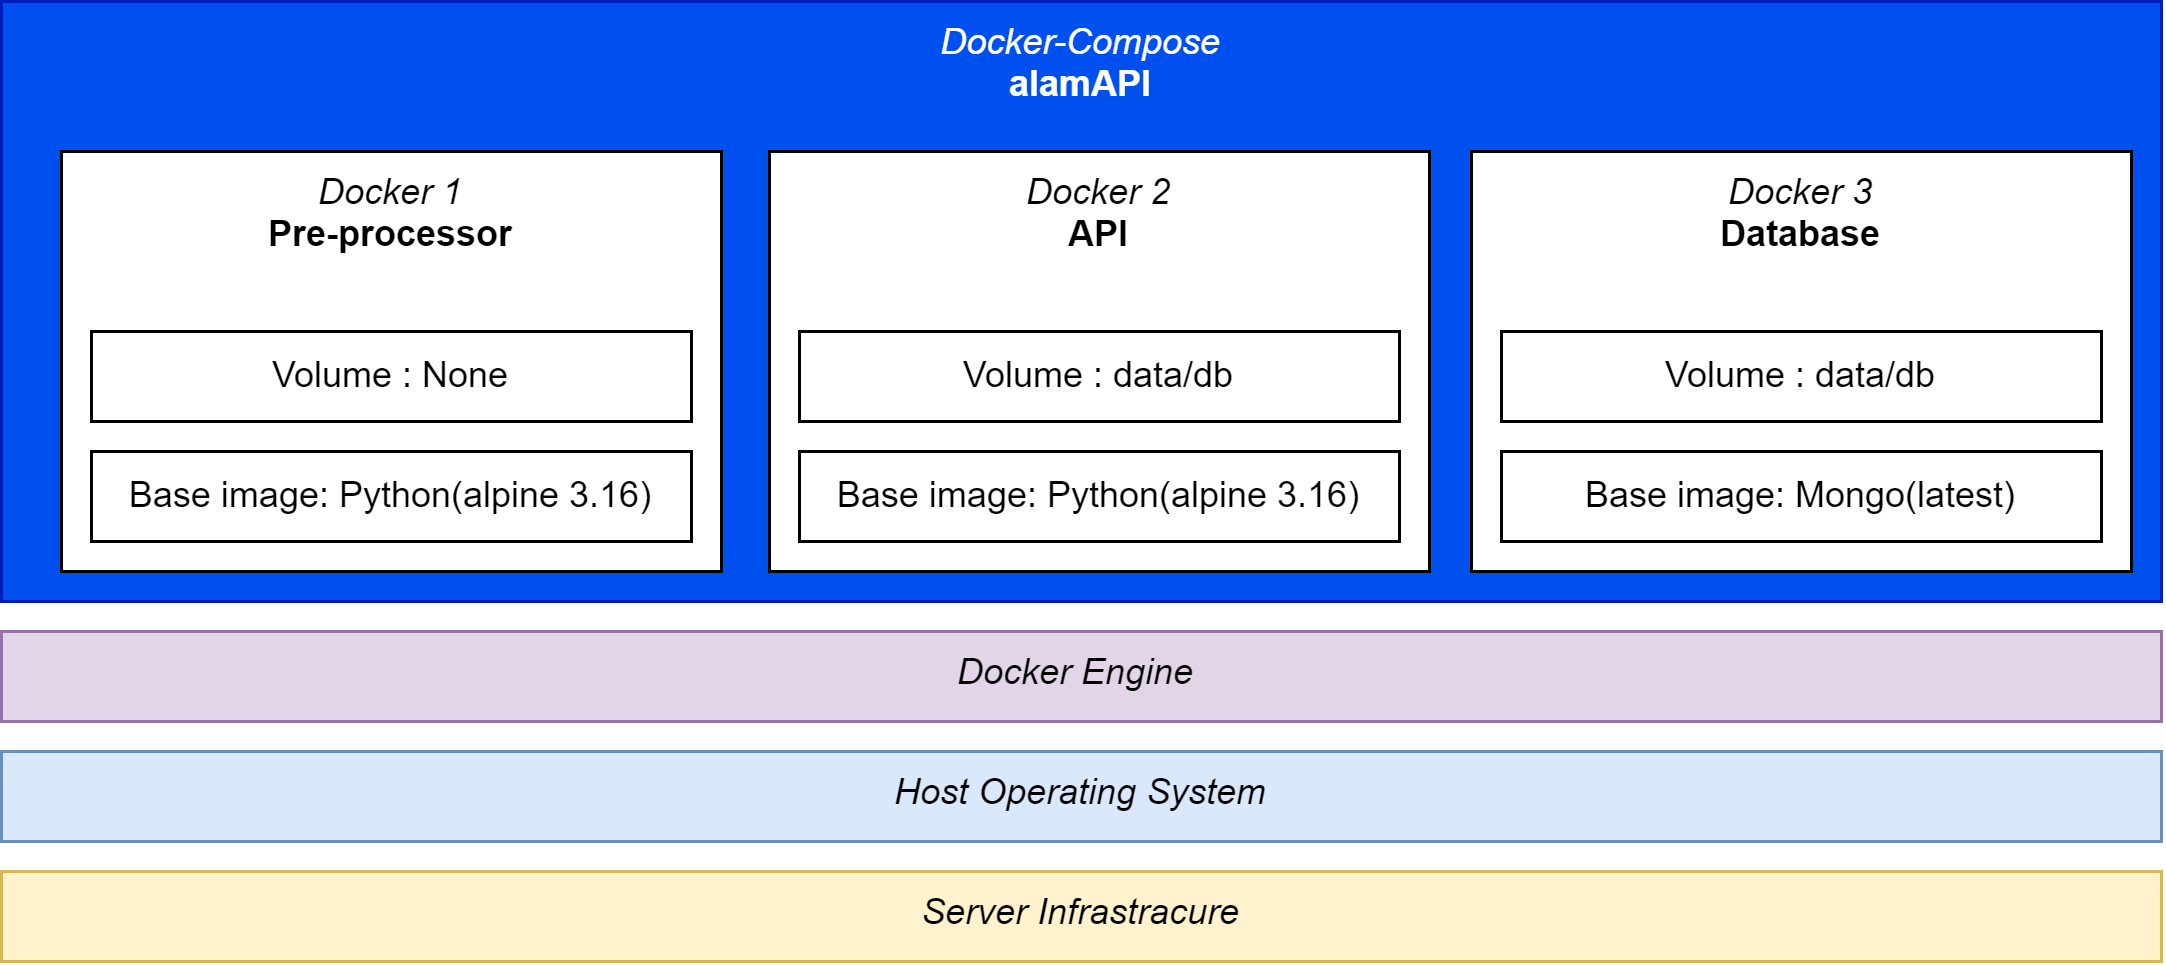 Docker-Compose
alamAPI
Docker 1
Pre-processor
Volume : None
Base image: Python(alpine 3.16)
Docker 2
API
Volume : data/db
Base image: Python(alpine 3.16)
Docker 3
Database
Volume : data/db
Base image: Mongo(latest)
Docker Engine
Host Operating System
Server Infrastracure